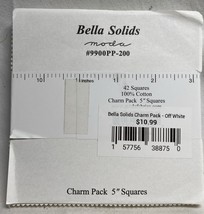 Bella Solids
moda
#9900PP-200
42 Squares
100% Cotton
Charm Pack 5" Squares
Bella Solids Charm Pack - Off White
$10.99
1 57756 38875 0
Charm Pack 5" Squares